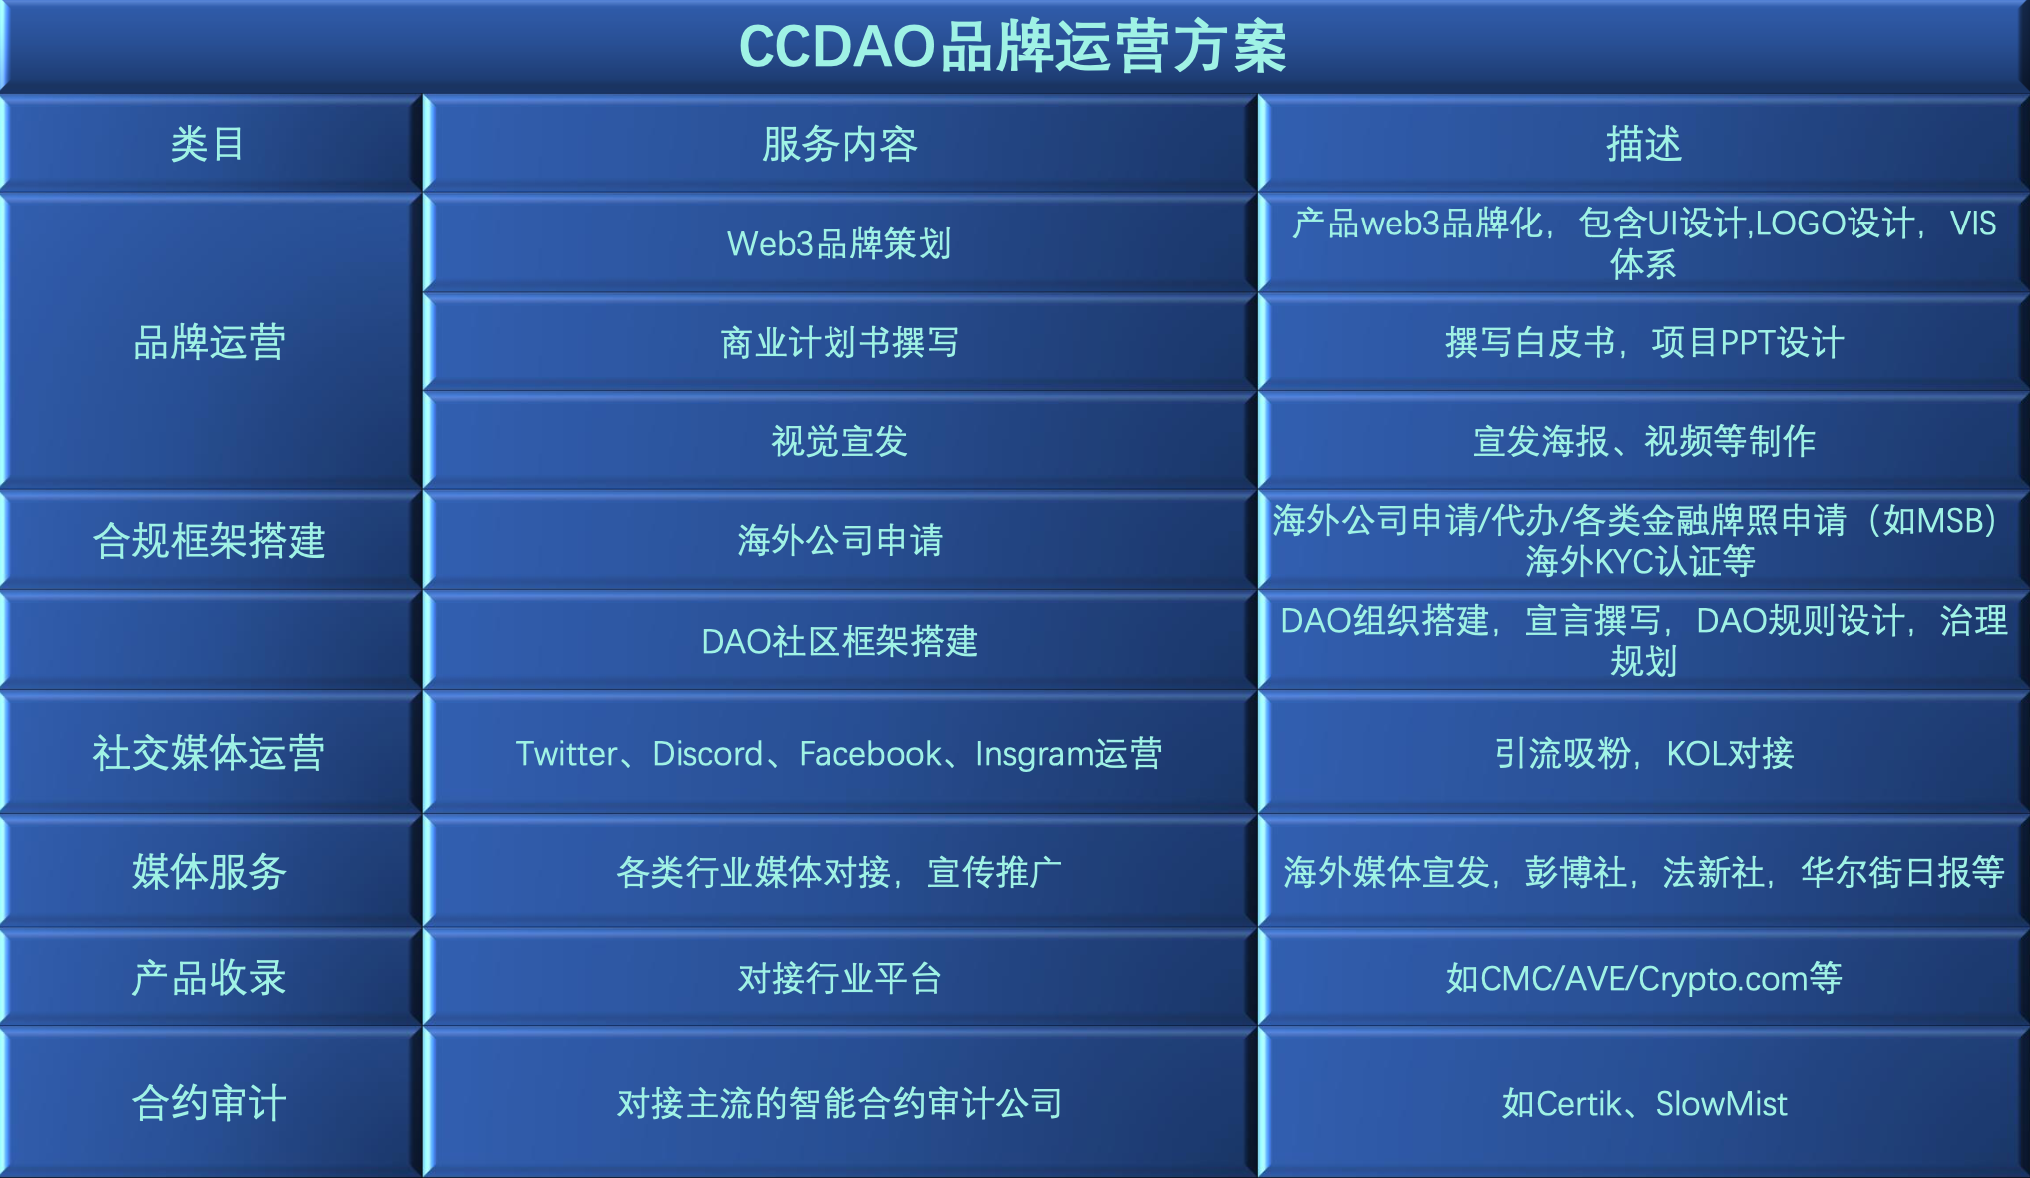 CCDAO品牌运营方案
类目
服务内容
描述
品牌运营
Web3品牌策划
产品web3品牌化，包含UI设计,LOGO设计，VIS
体系
商业计划书撰写
撰写白皮书，项目PPT设计
视觉宣发
宣发海报、视频等制作
合规框架搭建
海外公司申请
海外公司申请/代办/各类金融牌照申请（如MSB）
海外KYC认证等
DAO社区框架搭建
DAO组织搭建，宣言撰写，DAO规则设计，治理
规划
社交媒体运营
Twitter、Discord、Facebook、Insgram运营
引流吸粉，KOL对接
媒体服务
各类行业媒体对接，宣传推广
海外媒体宣发，彭博社，法新社，华尔街日报等
产品收录
对接行业平台
如CMC/AVE/Crypto.com等
合约审计
对接主流的智能合约审计公司
如Certik、SlowMist